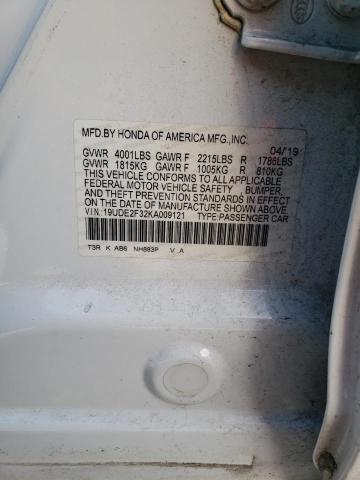 MFD.BY HONDA OF AMERICA MFG.,INC. 04/19
GVWR 4001LBS GAWR F 2215LBS R 1786LBS
GVWR 1815KG GAWR F 1005KG R 810KG
THIS VEHICLE CONFORMS TO ALL APPLICABLE
FEDERAL MOTOR VEHICLE SAFETY , BUMPER,
AND THEFT PREVENTION STANDARDS IN EFFECT
ON THE DATE OF MANUFACTURE SHOWN ABOVE.
V I N: 19UDE2F32KA009121 TYPE:PASSENGER CAR
T3R K AB6 NH883P V A